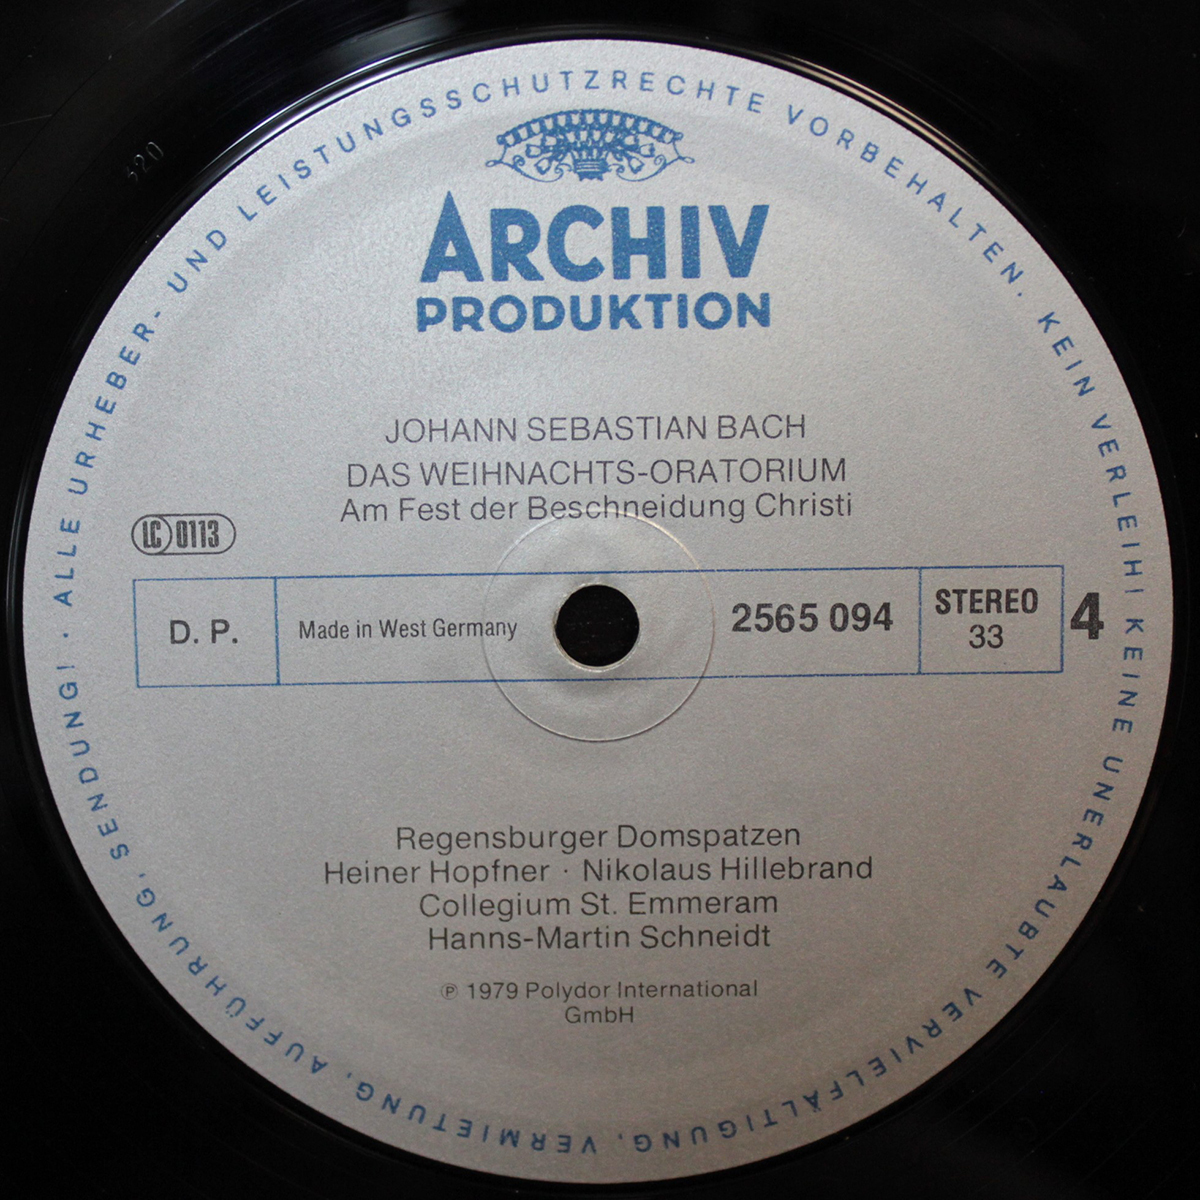 ALLE URHEBER- UND LEISTUNGSSCHUTZRECHTE VORBEHALTEN. KEIN VERLEIH! KEINE UNERLAUBTE VERVIELFÄLTIGUNG, VERMIETUNG, AUFFÜHRUNG, SENDUNG! ·
ARCHIV
PRODUKTION
JOHANN SEBASTIAN BACH
DAS WEIHNACHTS-ORATORIUM
Am Fest der Beschneidung Christi
LC 0113
D. P. Made in West Germany 2565 094 STEREO 4
33
Regensburger Domspatzen
Heiner Hopfner · Nikolaus Hillebrand
Collegium St. Emmeram
Hanns-Martin Schneidt
℗ 1979 Polydor International
GmbH